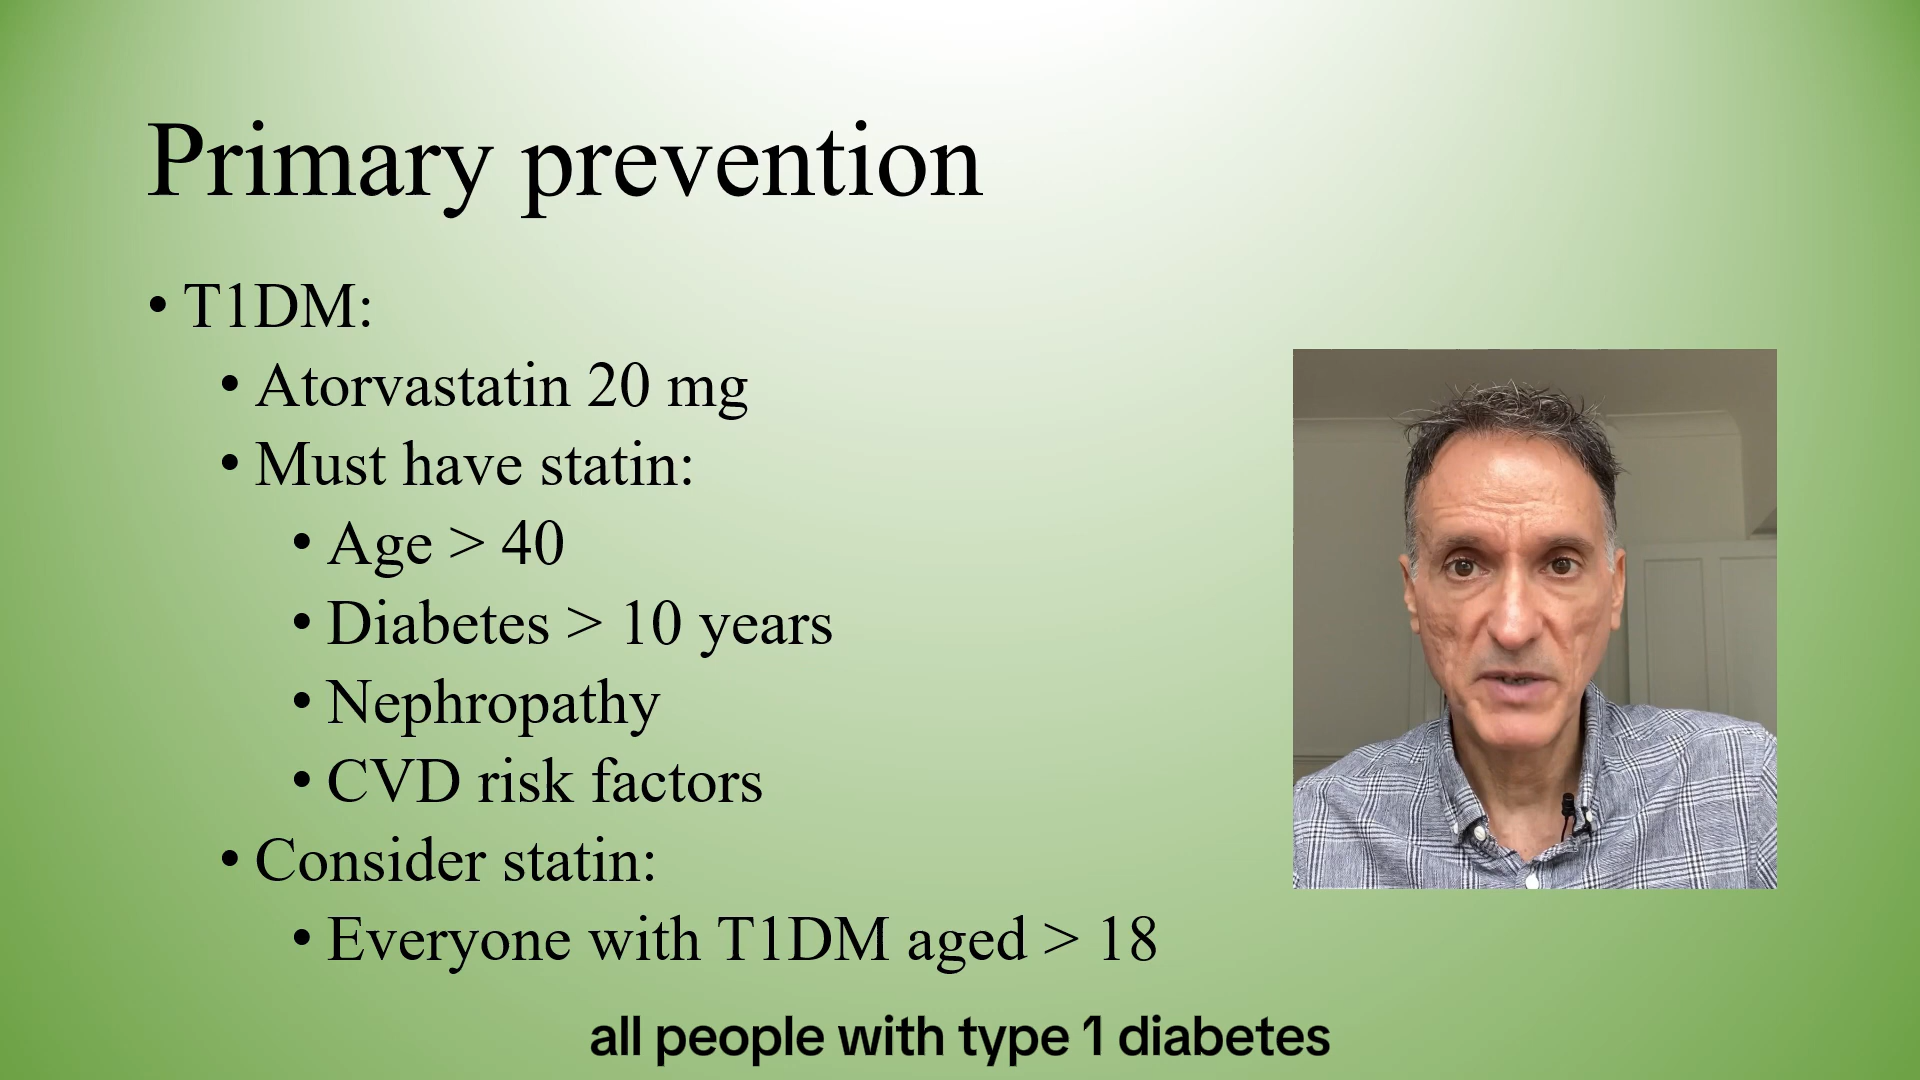 Primary prevention
• T1DM:
• Atorvastatin 20 mg
• Must have statin:
• Age > 40
• Diabetes > 10 years
• Nephropathy
• CVD risk factors
• Consider statin:
• Everyone with T1DM aged > 18
all people with type 1 diabetes